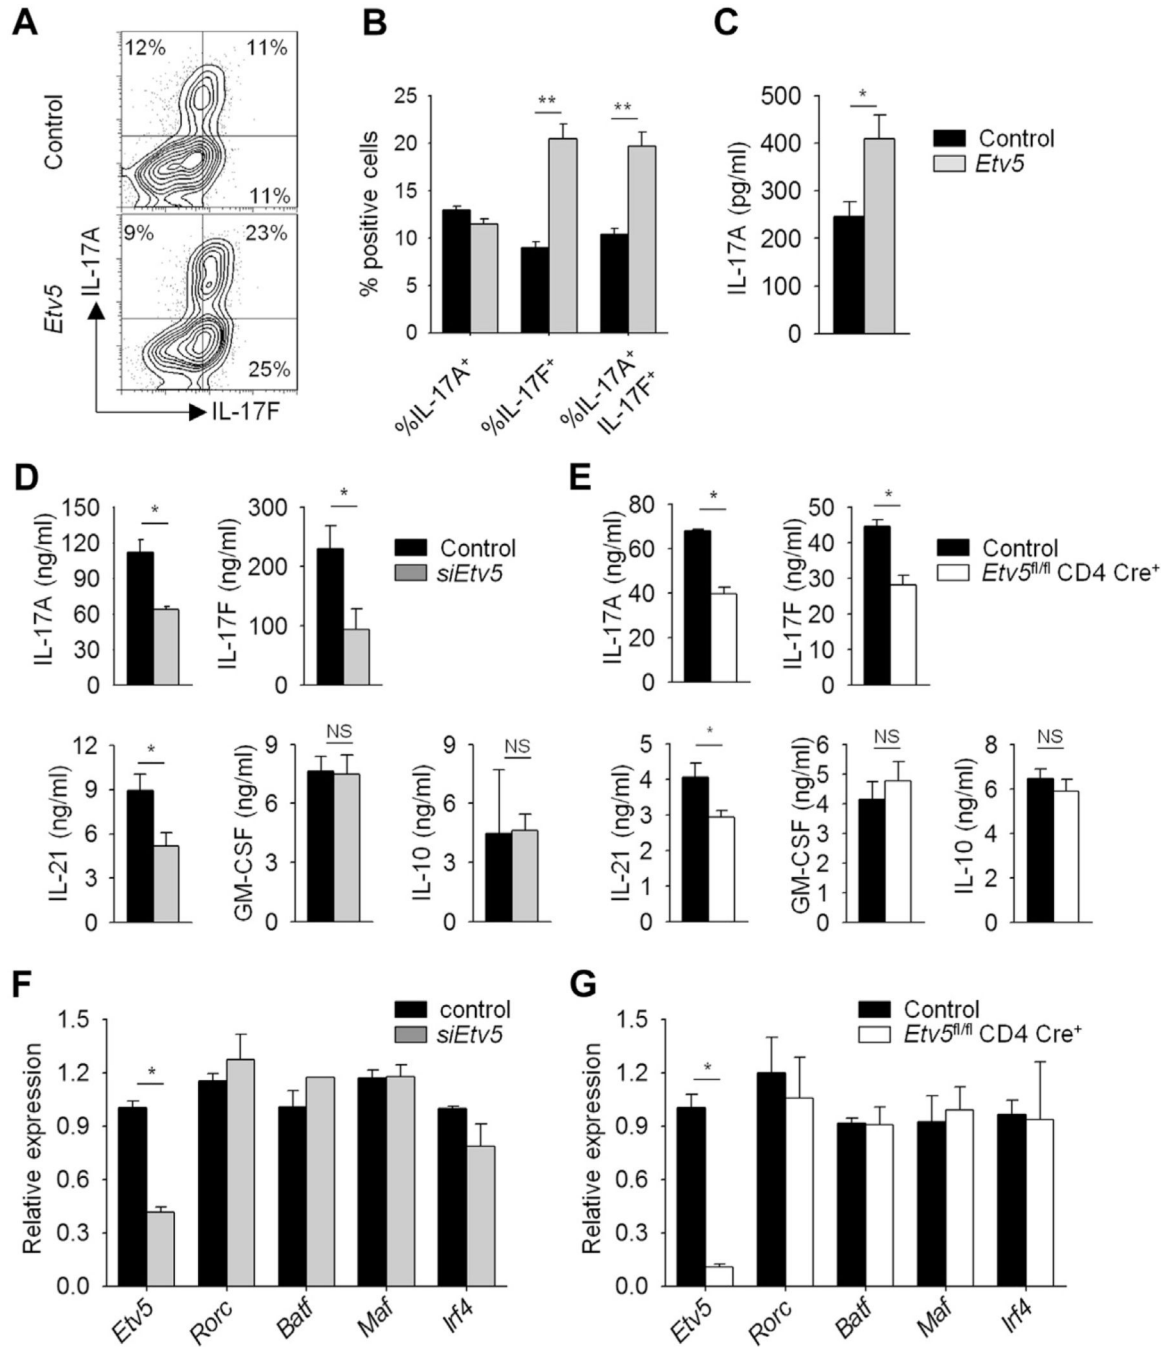 A
Control
12%
11%
11%
Etv5
9%
23%
25%
IL-17A
IL-17F
B
% positive cells
25
20
15
10
5
0
**
**
%IL-17A+
%IL-17F+
%IL-17A+
IL-17F+
C
IL-17A (pg/ml)
500
400
300
200
100
0
*
Control
Etv5
D
IL-17A (ng/ml)
150
120
90
60
30
0
*
IL-17F (ng/ml)
300
200
100
0
*
Control
siEtv5
IL-21 (ng/ml)
12
9
6
3
0
*
GM-CSF (ng/ml)
9
6
3
0
NS
IL-10 (ng/ml)
9
6
3
0
NS
E
IL-17A (ng/ml)
80
60
40
20
0
*
IL-17F (ng/ml)
50
40
30
20
10
0
*
Control
Etv5fl/fl CD4 Cre+
IL-21 (ng/ml)
5
4
3
2
1
0
*
GM-CSF (ng/ml)
6
5
4
3
2
1
0
NS
IL-10 (ng/ml)
8
6
4
2
0
NS
F
Relative expression
1.5
1.2
0.9
0.6
0.3
0.0
*
control
siEtv5
Etv5
Rorc
Batf
Maf
Irf4
G
Relative expression
1.5
1.2
0.9
0.6
0.3
0.0
*
Control
Etv5fl/fl CD4 Cre+
Etv5
Rorc
Batf
Maf
Irf4